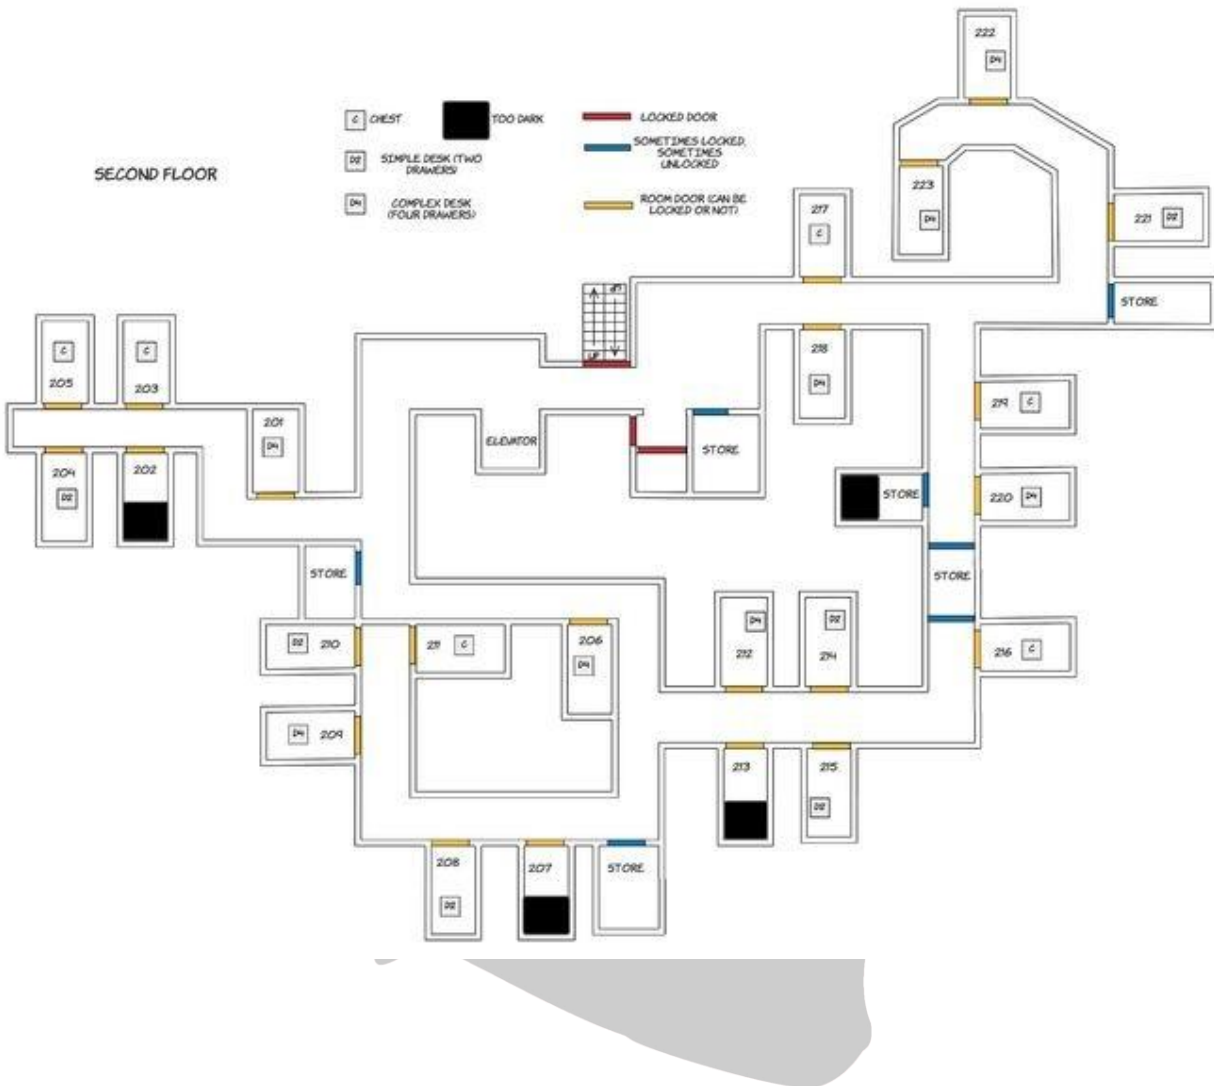 222
C CHEST
TOO DARK
LOCKED DOOR
SOMETIMES LOCKED,
SOMETIMES
UNLOCKED
D2 SIMPLE DESK (TWO
DRAWERS)
SECOND FLOOR
D4 COMPLEX DESK
(FOUR DRAWERS)
ROOM DOOR (CAN BE
LOCKED OR NOT)
D4
223
D4
217
C
221 D2
STORE
UP
UP
218
D4
C
205
C
203
201
D4
ELEVATOR
STORE
219 C
204
D2
202
STORE
220 D4
STORE
STORE
D2 210
211 C
206
D4
D4
212
D2
214
216 C
D4 209
213
215
D2
208
D2
207
STORE